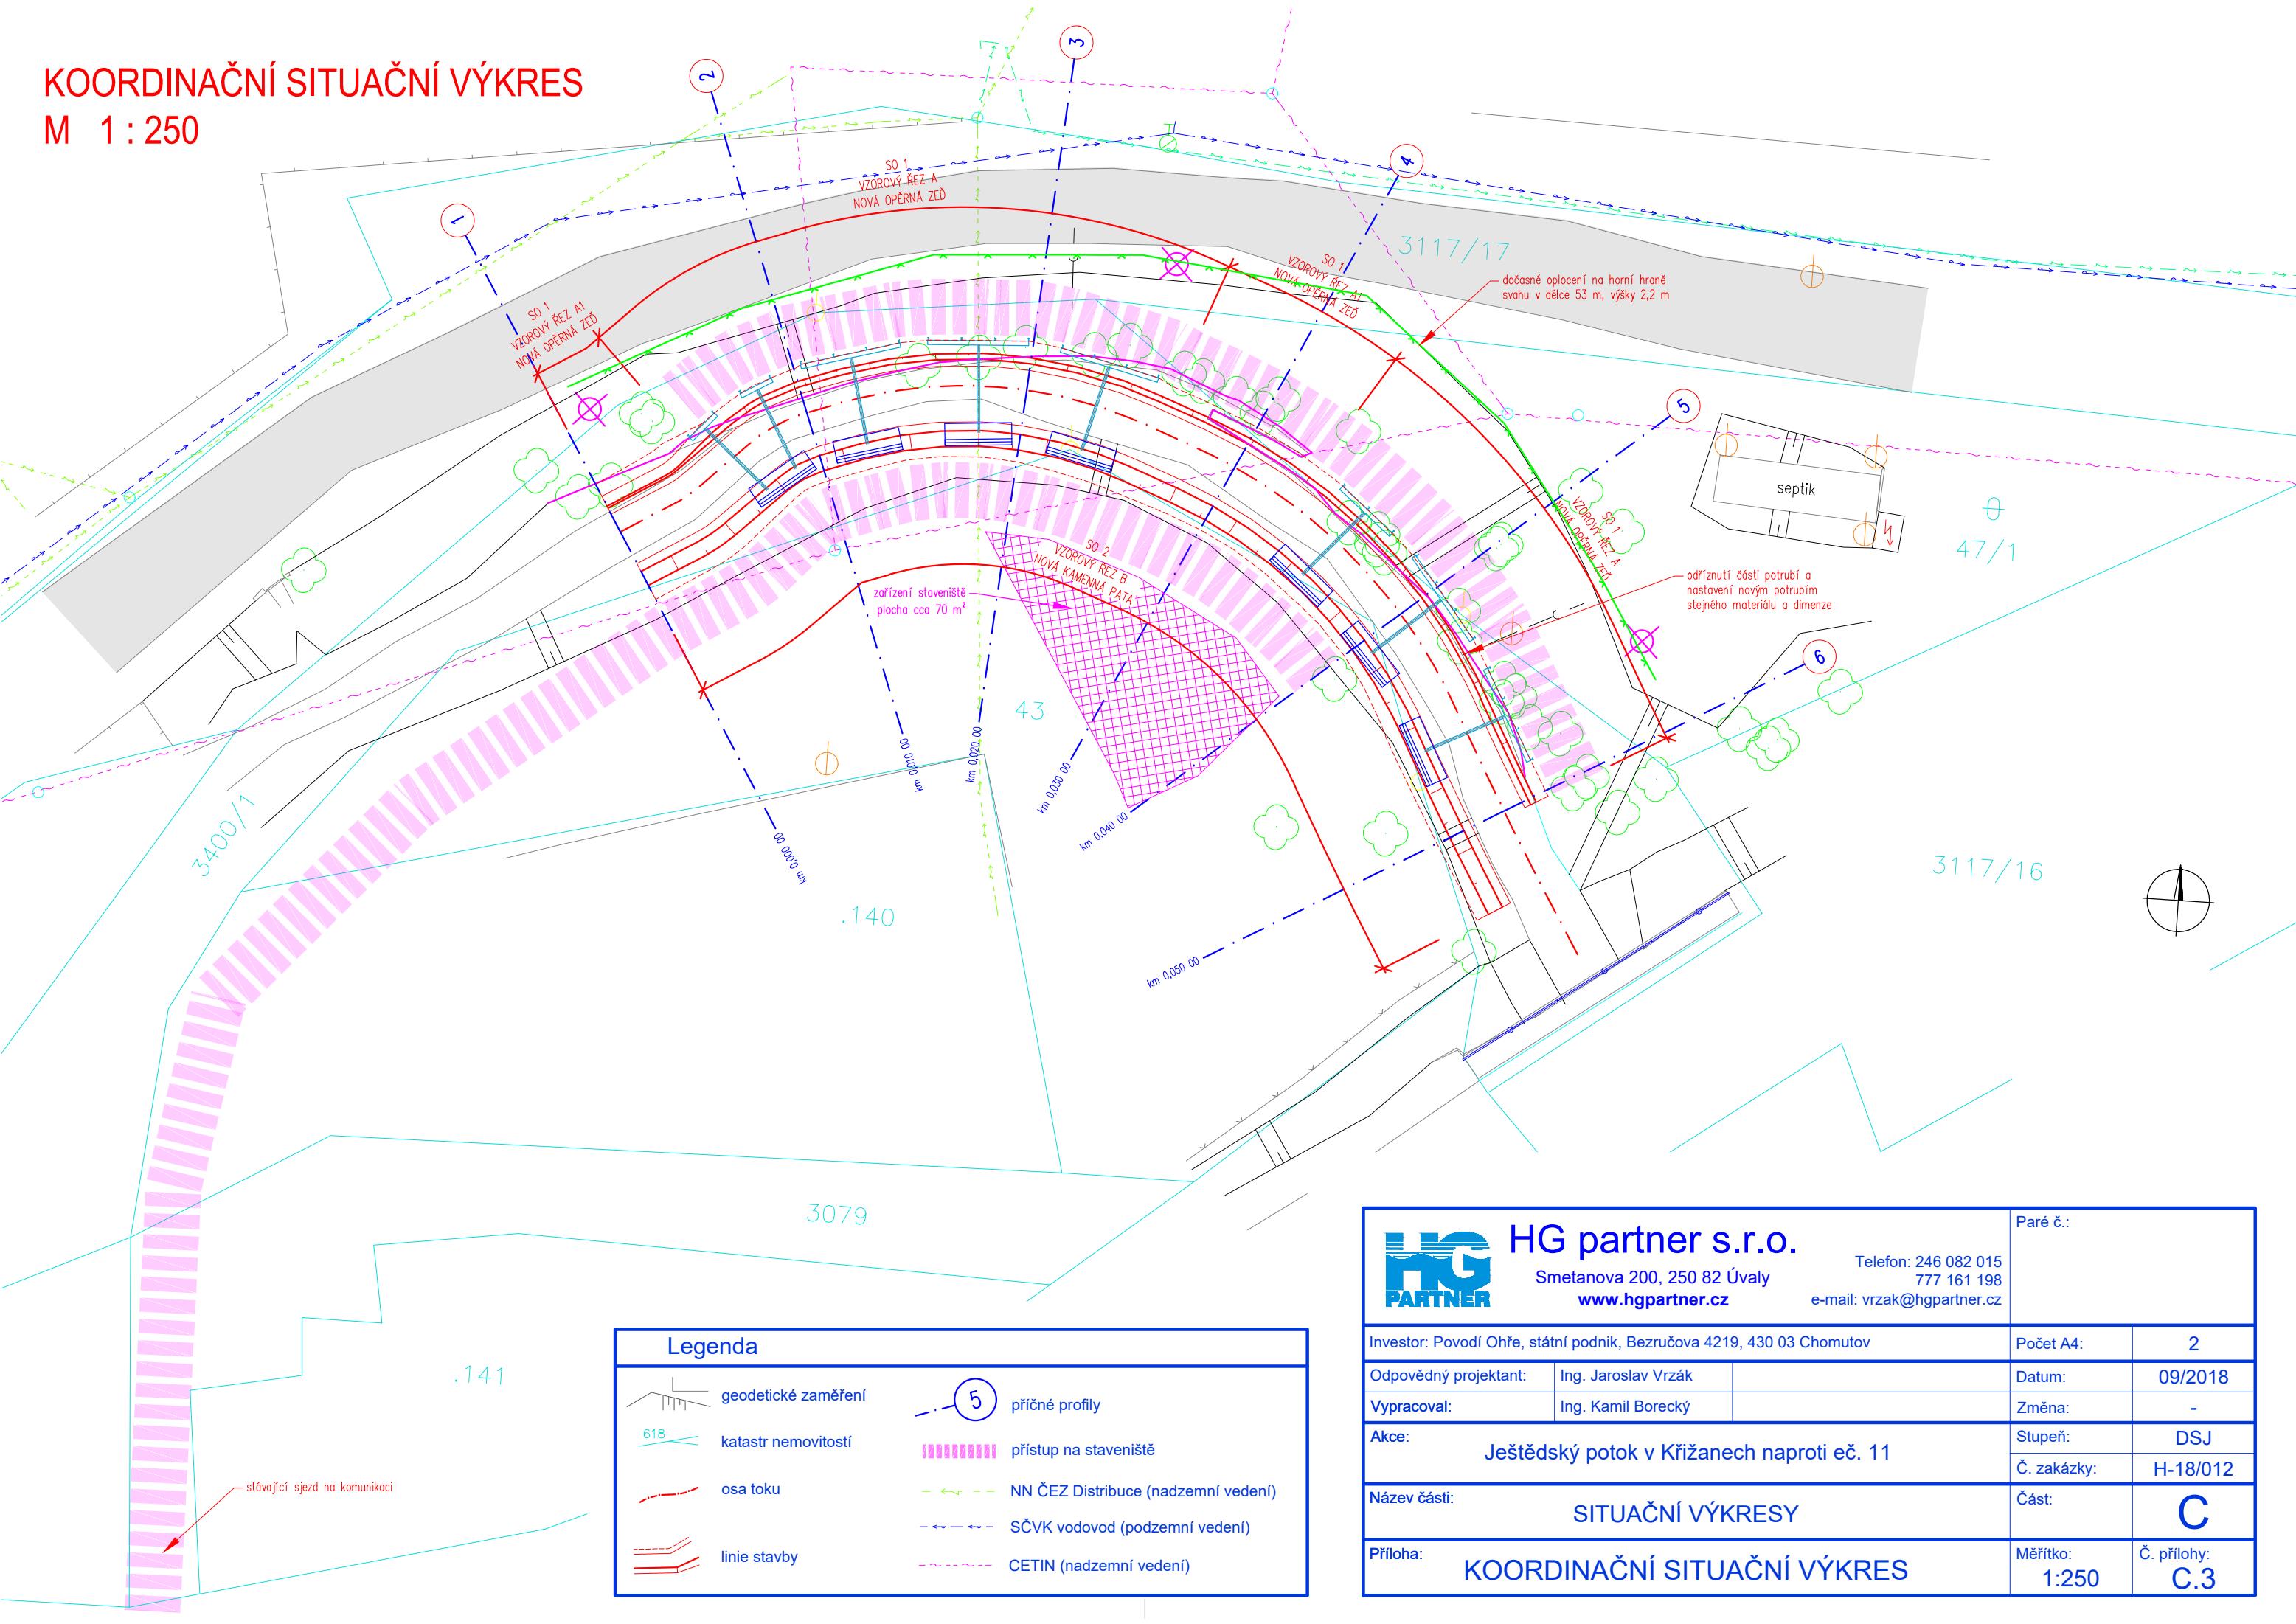 KOORDINAČNÍ SITUAČNÍ VÝKRES
M 1 : 250
1
2
3
4
5
6
SO 1
VZOROVÝ ŘEZ A1
NOVÁ OPĚRNÁ ZEĎ
SO 1
VZOROVÝ ŘEZ A
NOVÁ OPĚRNÁ ZEĎ
SO 1
VZOROVÝ ŘEZ A1
NOVÁ OPĚRNÁ ZEĎ
3117/17
dočasné oplocení na horní hraně
svahu v délce 53 m, výšky 2,2 m
septik
47/1
SO 1
VZOROVÝ ŘEZ A
NOVÁ OPĚRNÁ ZEĎ
odříznutí části potrubí a
nastavení novým potrubím
stejného materiálu a dimenze
SO 2
VZOROVÝ ŘEZ B
NOVÁ KAMENNÁ PATA
zařízení staveniště
plocha cca 70 m²
43
km 0,000 00
km 0,010 00
km 0,020 00
km 0,030 00
km 0,040 00
km 0,050 00
3400/1
.140
3117/16
3079
.141
stávající sjezd na komunikaci
Legenda
geodetické zaměření
618
katastr nemovitostí
osa toku
linie stavby
5
příčné profily
přístup na staveniště
NN ČEZ Distribuce (nadzemní vedení)
SČVK vodovod (podzemní vedení)
CETIN (nadzemní vedení)
HG
PARTNER
HG partner s.r.o.
Smetanova 200, 250 82 Úvaly
www.hgpartner.cz
Telefon: 246 082 015
777 161 198
e-mail: vrzak@hgpartner.cz
Paré č.:
Investor: Povodí Ohře, státní podnik, Bezručova 4219, 430 03 Chomutov
Počet A4: 2
Odpovědný projektant: Ing. Jaroslav Vrzák
Datum: 09/2018
Vypracoval: Ing. Kamil Borecký
Změna: -
Akce: Ještědský potok v Křižanech naproti eč. 11
Stupeň: DSJ
Č. zakázky: H-18/012
Název části: SITUAČNÍ VÝKRESY
Část: C
Příloha: KOORDINAČNÍ SITUAČNÍ VÝKRES
Měřítko: 1:250
Č. přílohy: C.3